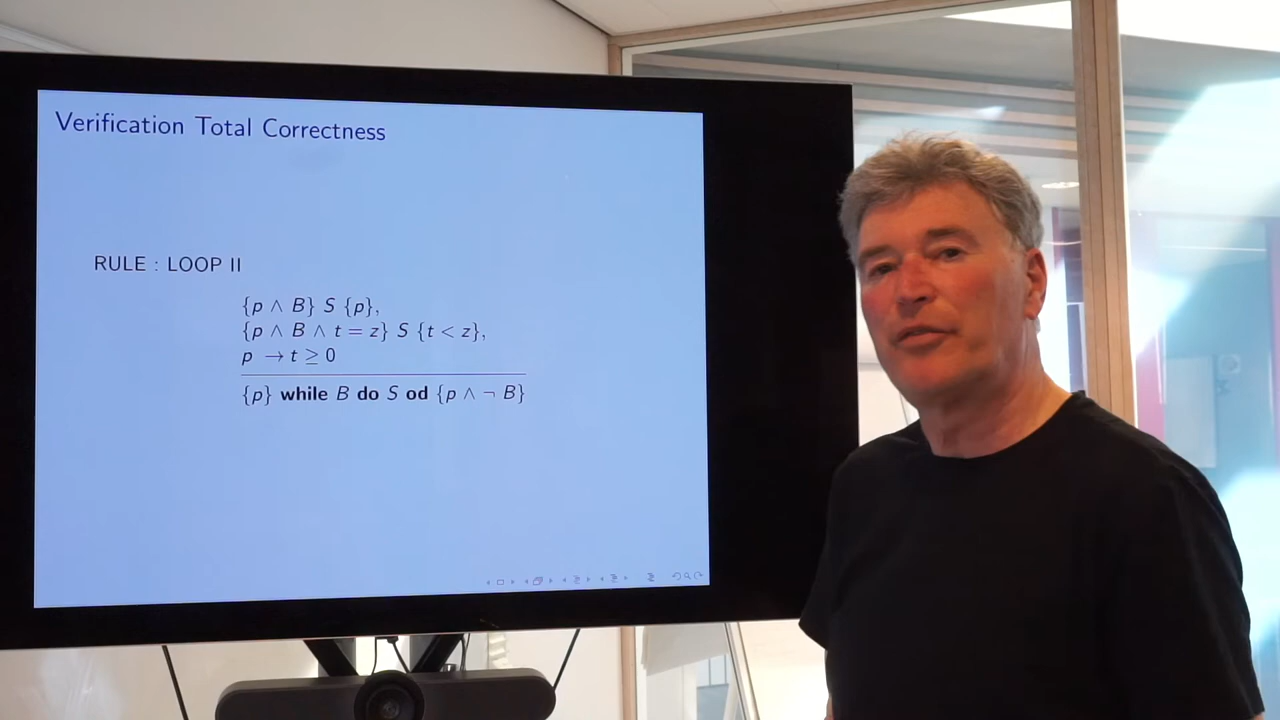 Verification Total Correctness
RULE : LOOP II
{p ∧ B} S {p},
{p ∧ B ∧ t = z} S {t < z},
p → t ≥ 0
{p} while B do S od {p ∧ ¬ B}